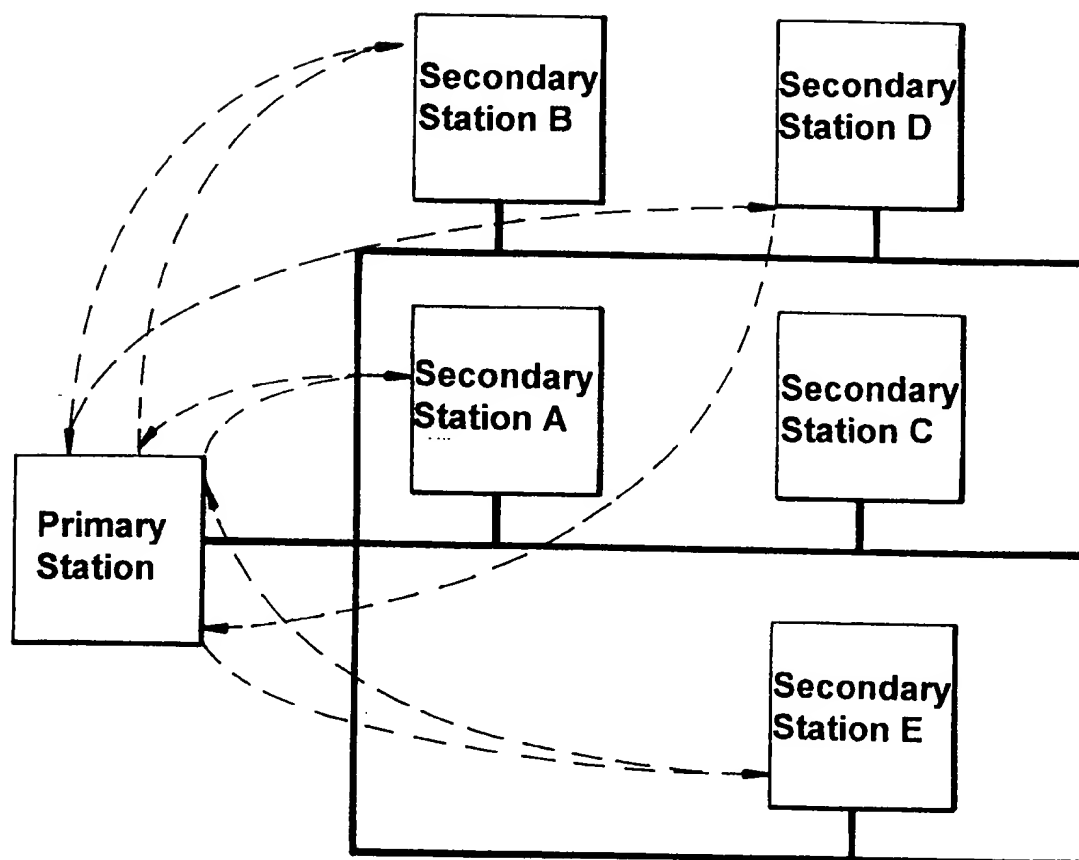 Secondary
Station B
Secondary
Station D
Secondary
Station A
Secondary
Station C
Primary
Station
Secondary
Station E